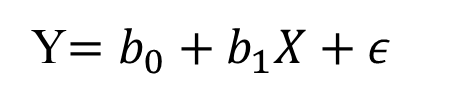 Y= b₀ + b₁X + ϵ